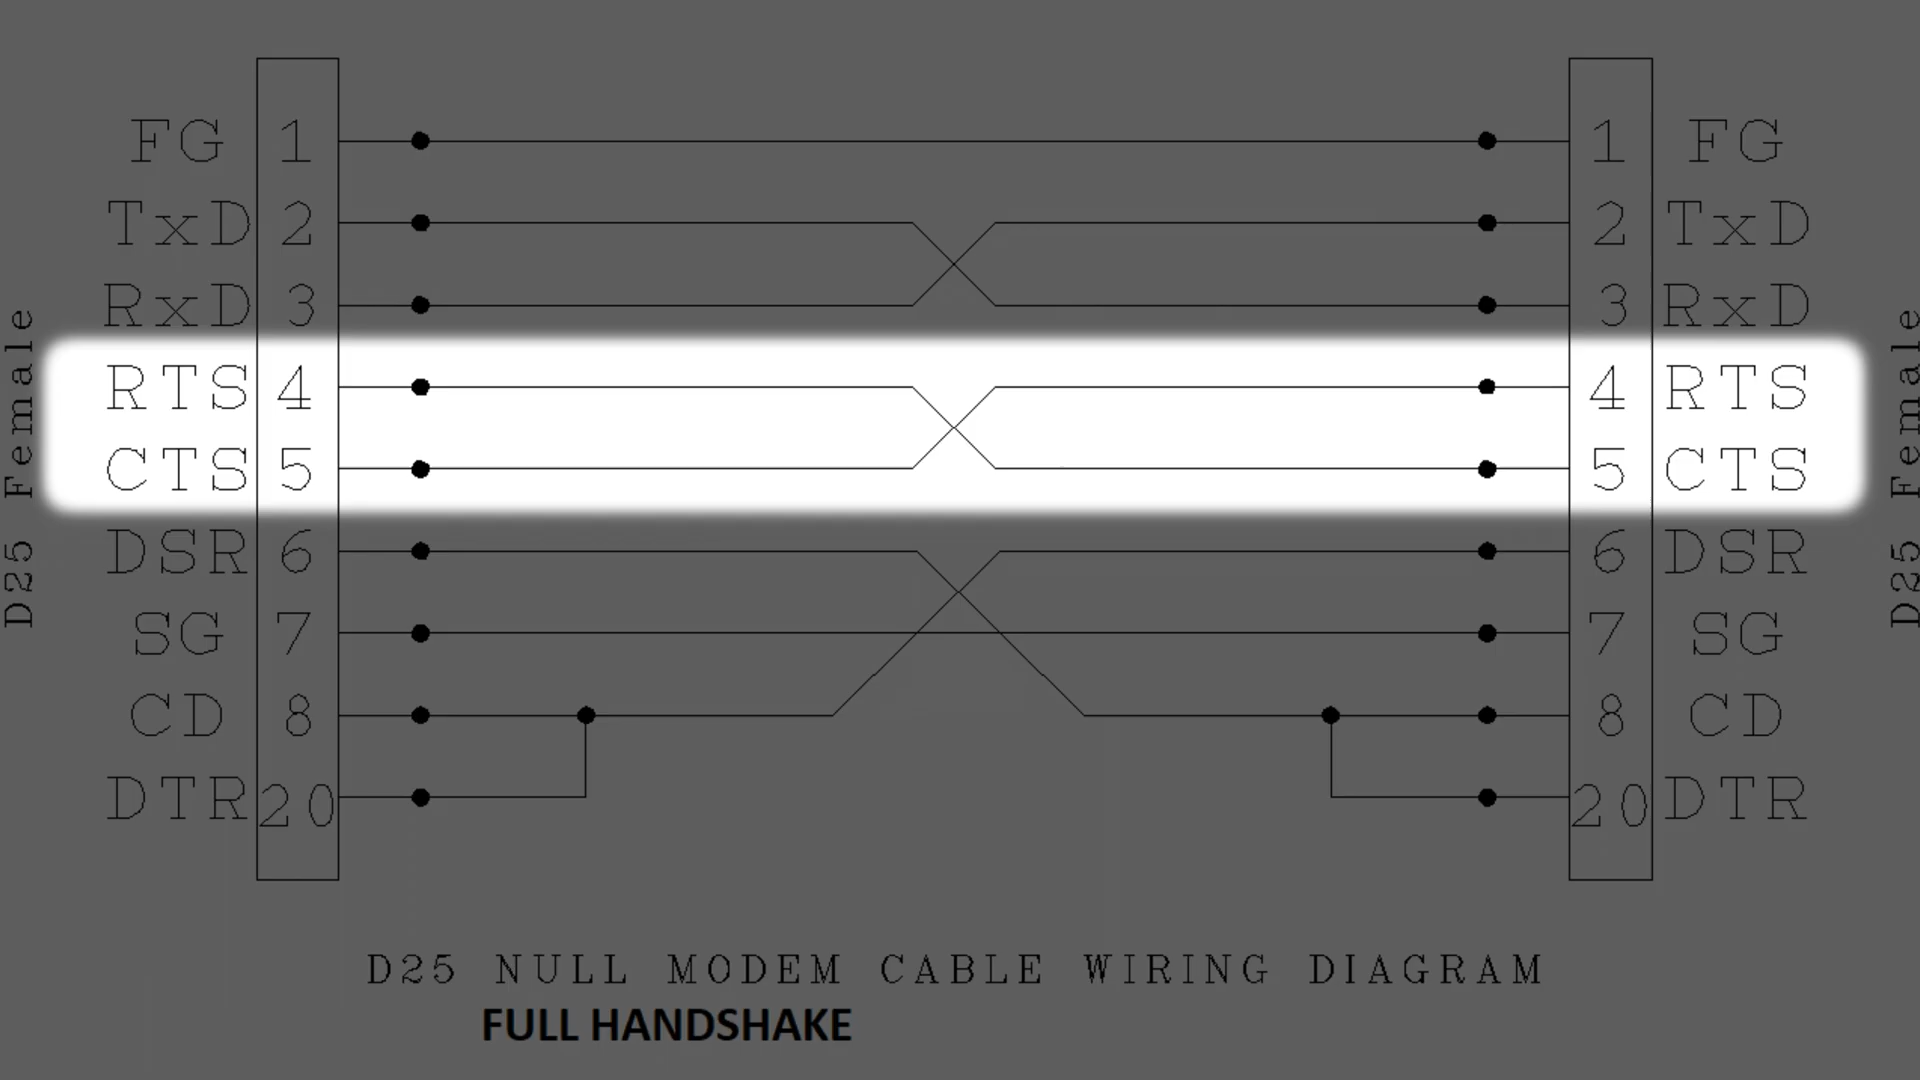 FG 1 1 FG
TxD 2 2 TxD
RxD 3 3 RxD
RTS 4 4 RTS
CTS 5 5 CTS
DSR 6 6 DSR
SG 7 7 SG
CD 8 8 CD
DTR 20 20 DTR
D25 Female
D25 Female
D25 NULL MODEM CABLE WIRING DIAGRAM
FULL HANDSHAKE